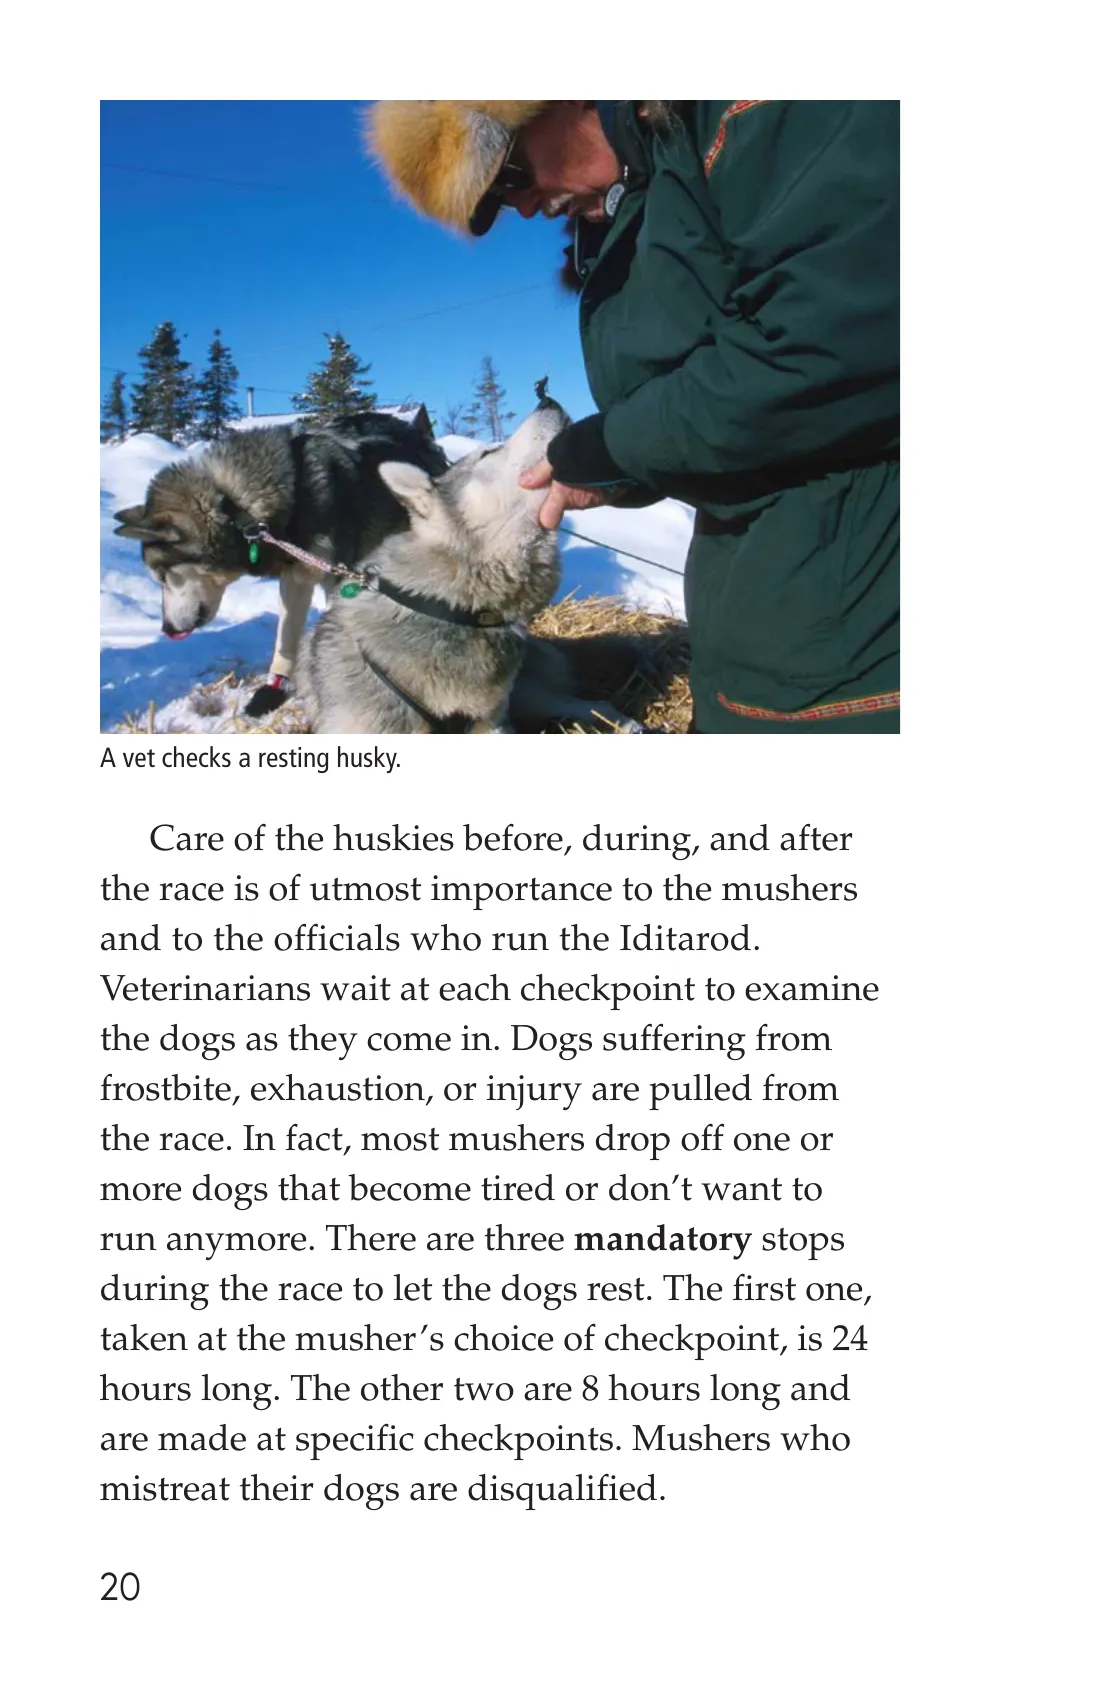 A vet checks a resting husky.
Care of the huskies before, during, and after
the race is of utmost importance to the mushers
and to the officials who run the Iditarod.
Veterinarians wait at each checkpoint to examine
the dogs as they come in. Dogs suffering from
frostbite, exhaustion, or injury are pulled from
the race. In fact, most mushers drop off one or
more dogs that become tired or don’t want to
run anymore. There are three mandatory stops
during the race to let the dogs rest. The first one,
taken at the musher’s choice of checkpoint, is 24
hours long. The other two are 8 hours long and
are made at specific checkpoints. Mushers who
mistreat their dogs are disqualified.
20